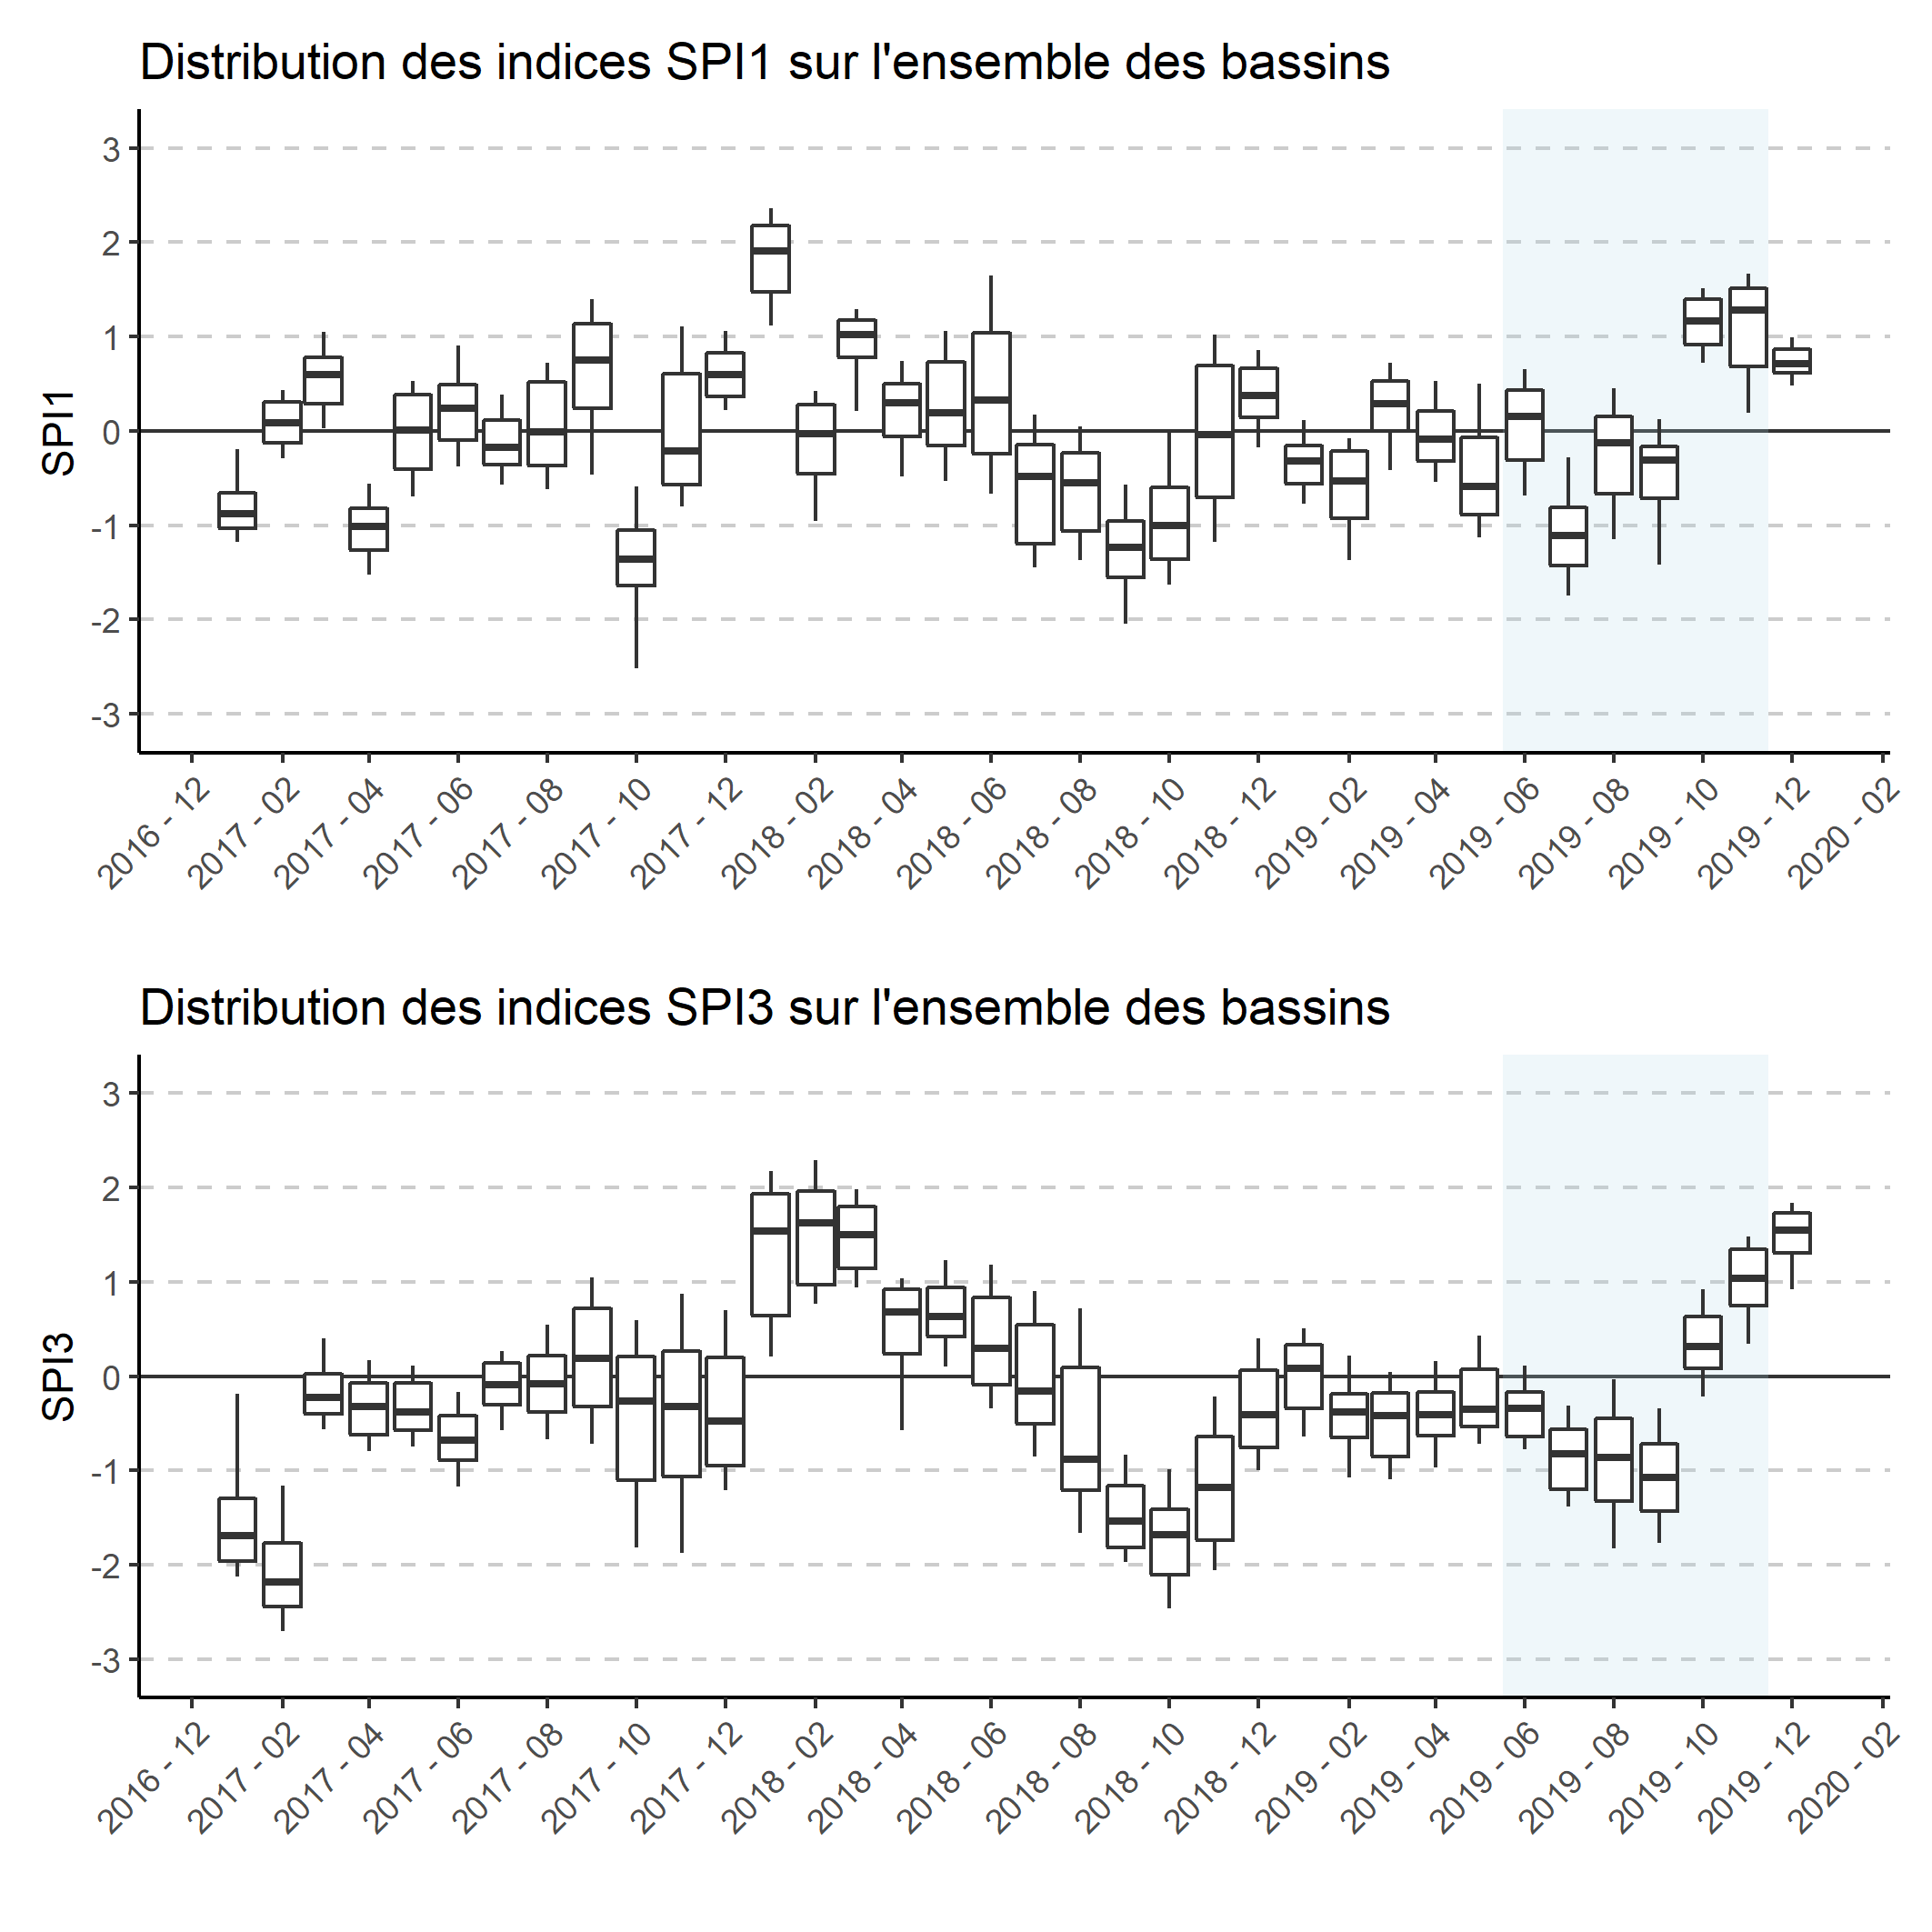 Distribution des indices SPI1 sur l'ensemble des bassins
3
2
1
0
-1
-2
-3
SPI1
2016 - 12
2017 - 02
2017 - 04
2017 - 06
2017 - 08
2017 - 10
2017 - 12
2018 - 02
2018 - 04
2018 - 06
2018 - 08
2018 - 10
2018 - 12
2019 - 02
2019 - 04
2019 - 06
2019 - 08
2019 - 10
2019 - 12
2020 - 02
Distribution des indices SPI3 sur l'ensemble des bassins
3
2
1
0
-1
-2
-3
SPI3
2016 - 12
2017 - 02
2017 - 04
2017 - 06
2017 - 08
2017 - 10
2017 - 12
2018 - 02
2018 - 04
2018 - 06
2018 - 08
2018 - 10
2018 - 12
2019 - 02
2019 - 04
2019 - 06
2019 - 08
2019 - 10
2019 - 12
2020 - 02